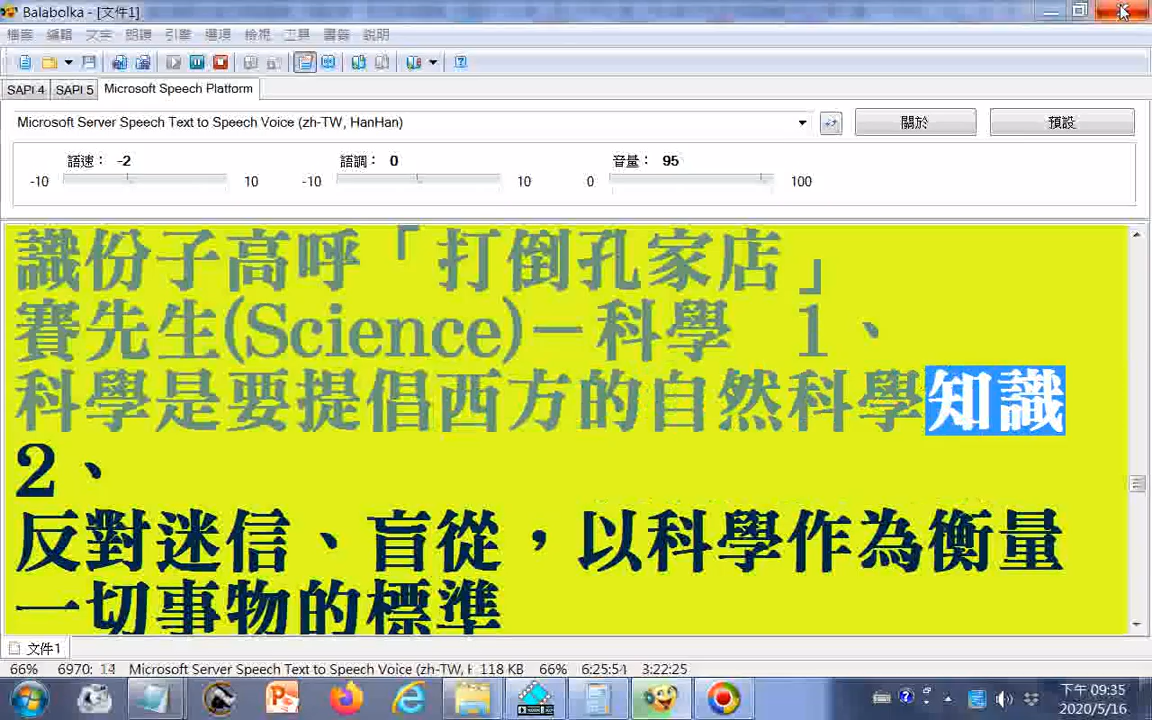 Balabolka - [文件1]
檔案 編輯 文字 朗讀 引擎 選項 檢視 工具 書籤 說明
SAPI 4 SAPI 5 Microsoft Speech Platform
Microsoft Server Speech Text to Speech Voice (zh-TW, HanHan) 關於 預設
語速： -2 語調： 0 音量： 95
-10 10 -10 10 0 100
識份子高呼「打倒孔家店」
賽先生(Science)－科學 1、
科學是要提倡西方的自然科學知識
2、
反對迷信、盲從，以科學作為衡量
一切事物的標準
文件1
66% 6970: 14 Microsoft Server Speech Text to Speech Voice (zh-TW, 118 KB 66% 6:25:54 3:22:25
下午 09:35
2020/5/16